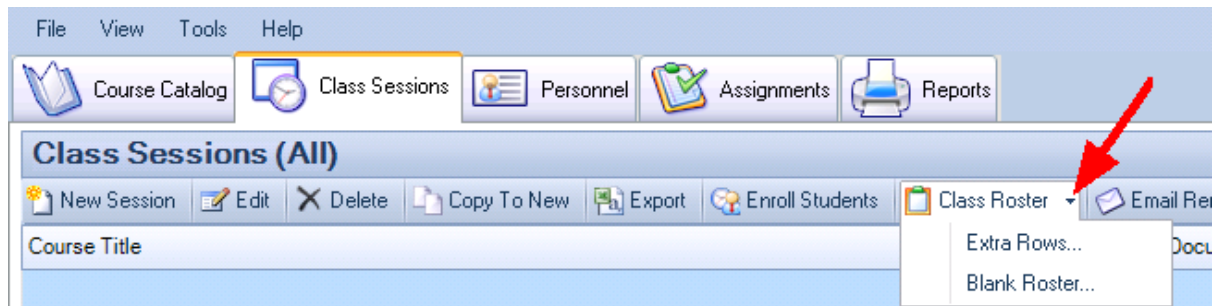 File View Tools Help
Course Catalog Class Sessions Personnel Assignments Reports
Class Sessions (All)
New Session Edit Delete Copy To New Export Enroll Students Class Roster Email
Course Title
Extra Rows...
Blank Roster...